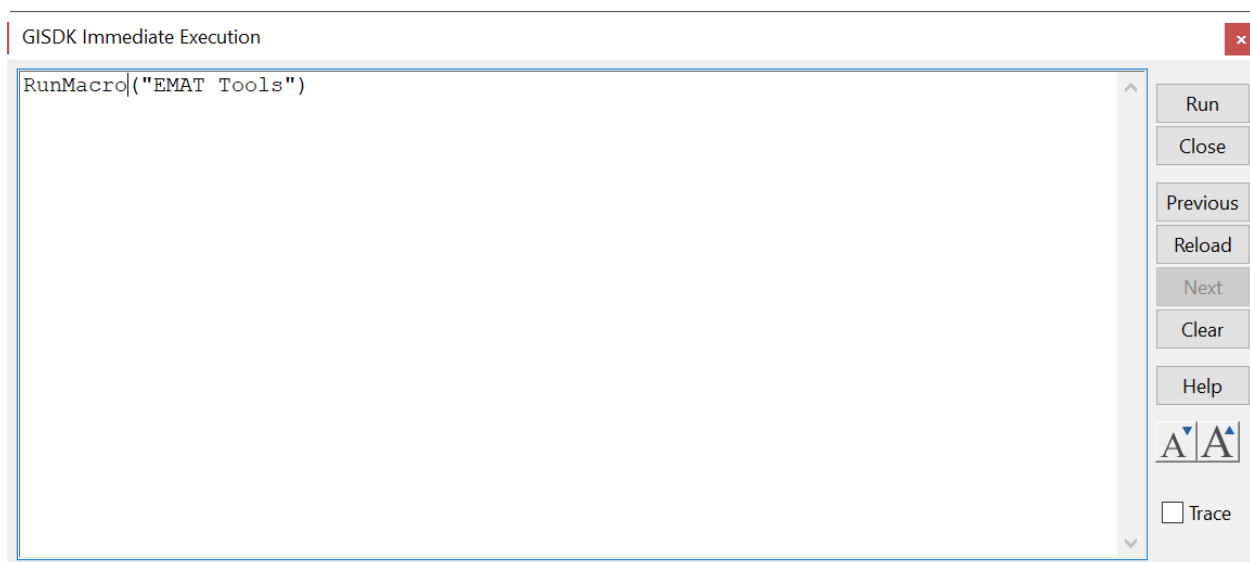 GISDK Immediate Execution
x
RunMacro("EMAT Tools")
Run
Close
Previous
Reload
Next
Clear
Help
A A
Trace